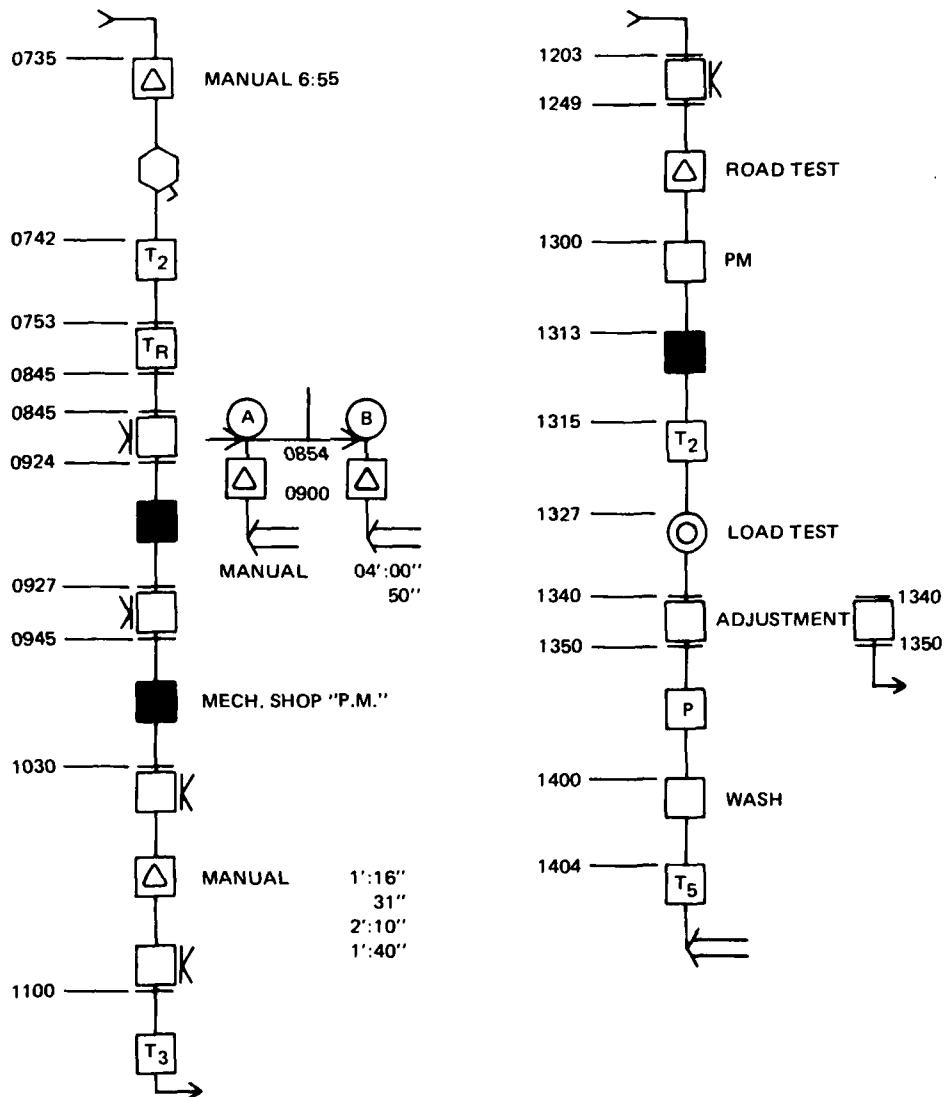 0735
MANUAL 6:55
0742
T2
0753
TR
0845
0845
A
B
0854
0924
0900
MANUAL 04':00"
50"
0927
0945
MECH. SHOP "P.M."
1030
MANUAL 1':16"
31"
2':10"
1':40"
1100
T3
1203
1249
ROAD TEST
1300
PM
1313
1315
T2
1327
LOAD TEST
1340
1340
ADJUSTMENT
1350
1350
P
1400
WASH
1404
T5